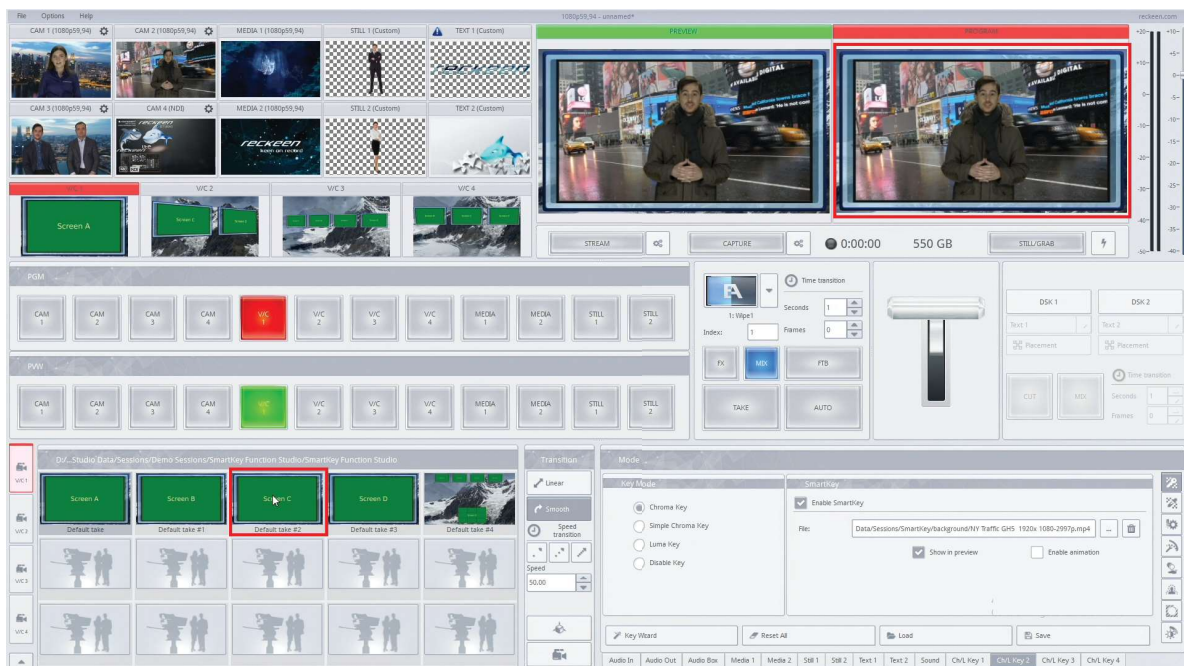 File Options Help 1080p59,94 - unnamed* reckeen.com
CAM 1 (1080p59,94) CAM 2 (1080p59,94) MEDIA 1 (1080p59,94) STILL 1 (Custom) TEXT 1 (Custom)
PREVIEW PROGRAM
CAM 3 (1080p59,94) CAM 4 (NDI) MEDIA 2 (1080p59,94) STILL 2 (Custom) TEXT 2 (Custom)
reckeen
keen on record
V/C 1 V/C 2 V/C 3 V/C 4
Screen A
STREAM CAPTURE 0:00:00 550 GB STILL/GRAB
PGM
CAM 1 CAM 2 CAM 3 CAM 4 V/C 1 V/C 2 V/C 3 V/C 4 MEDIA 1 MEDIA 2 STILL 1 STILL 2
PVW
CAM 1 CAM 2 CAM 3 CAM 4 V/C 2 V/C 3 V/C 4 MEDIA 1 MEDIA 2 STILL 1 STILL 2
Time transition
Seconds 1
1: Wipe1
Index: 1 Frames 0
FX MIX FTB
TAKE AUTO
DSK 1 DSK 2
Text 1 Text 2
Placement Placement
Time transition
CUT MIX Seconds 1
Frames 0
V/C1
V/C2
V/C3
V/C4
D:/...Studio Data/Sessions/Demo Sessions/SmartKey Function Studio/SmartKey Function Studio
Screen A Screen B Screen C Screen D
Default take Default take #1 Default take #2 Default take #3 Default take #4
Transition
Linear
Smooth
Speed transition
Speed
50,00
Mode
Key Mode
Chroma Key
Simple Chroma Key
Luma Key
Disable Key
SmartKey
Enable SmartKey
File: Data/Sessions/SmartKey/background/NY Traffic GH5 1920x 1080-2997p.mp4 ...
Show in preview Enable animation
Key Wizard Reset All Load Save
Audio In Audio Out Audio Box Media 1 Media 2 Still 1 Still 2 Text 1 Text 2 Sound Ch/L Key 1 Ch/L Key 2 Ch/L Key 3 Ch/L Key 4